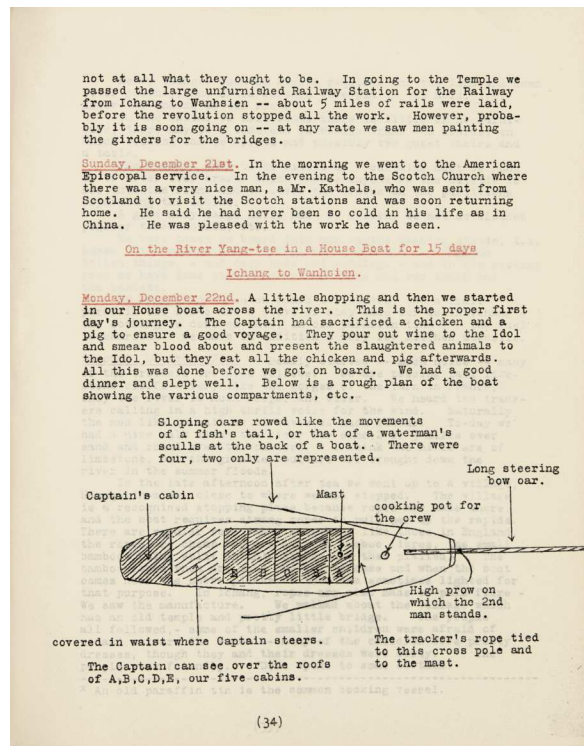 not at all what they ought to be. In going to the Temple we
passed the large unfurnished Railway Station for the Railway
from Ichang to Wanhsien -- about 5 miles of rails were laid,
before the revolution stopped all the work. However, proba-
bly it is soon going on -- at any rate we saw men painting
the girders for the bridges.
Sunday, December 21st. In the morning we went to the American
Episcopal service. In the evening to the Scotch Church where
there was a very nice man, a Mr. Kathels, who was sent from
Scotland to visit the Scotch stations and was soon returning
home. He said he had never been so cold in his life as in
China. He was pleased with the work he had seen.
On the River Yang-tse in a House Boat for 15 days
Ichang to Wanhsien.
Monday, December 22nd. A little shopping and then we started
in our House boat across the river. This is the proper first
day's journey. The Captain had sacrificed a chicken and a
pig to ensure a good voyage. They pour out wine to the Idol
and smear blood about and present the slaughtered animals to
the Idol, but they eat all the chicken and pig afterwards.
All this was done before we got on board. We had a good
dinner and slept well. Below is a rough plan of the boat
showing the various compartments, etc.
Sloping oars rowed like the movements
of a fish's tail, or that of a waterman's
sculls at the back of a boat. There were
four, two only are represented.
Long steering
bow oar.
Captain's cabin
Mast
cooking pot for
the crew
E D C B A
High prow on
which the 2nd
man stands.
covered in waist where Captain steers.
The tracker's rope tied
to this cross pole and
to the mast.
The Captain can see over the roofs
of A,B,C,D,E, our five cabins.
(34)